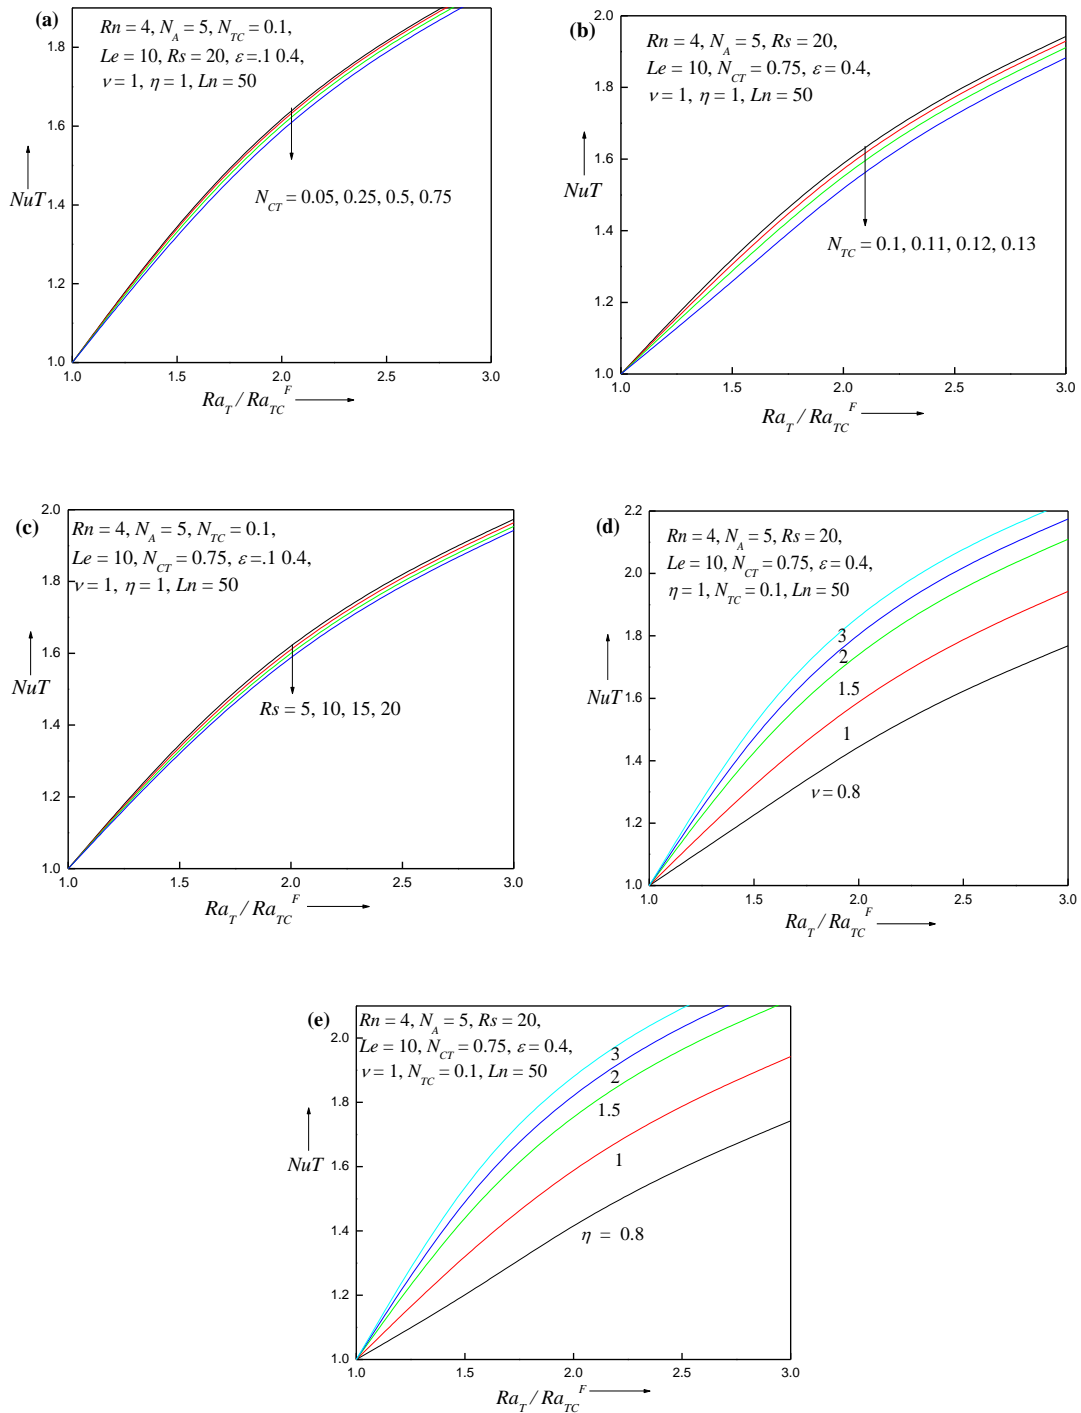 (a)
Rn = 4, N_A = 5, N_TC = 0.1,
Le = 10, Rs = 20, ε=.1 0.4,
ν = 1, η = 1, Ln = 50
1.8
1.6
1.4
1.2
1.0
NuT
N_CT = 0.05, 0.25, 0.5, 0.75
1.0 1.5 2.0 2.5 3.0
Ra_T / Ra_TC^F
(b)
Rn = 4, N_A = 5, Rs = 20,
Le = 10, N_CT = 0.75, ε = 0.4,
ν = 1, η = 1, Ln = 50
2.0
1.8
1.6
1.4
1.2
1.0
NuT
N_TC = 0.1, 0.11, 0.12, 0.13
1.0 1.5 2.0 2.5 3.0
Ra_T / Ra_TC^F
(c)
Rn = 4, N_A = 5, N_TC = 0.1,
Le = 10, N_CT = 0.75, ε=.1 0.4,
ν = 1, η = 1, Ln = 50
2.0
1.8
1.6
1.4
1.2
1.0
NuT
Rs = 5, 10, 15, 20
1.0 1.5 2.0 2.5 3.0
Ra_T / Ra_TC^F
(d)
Rn = 4, N_A = 5, Rs = 20,
Le = 10, N_CT = 0.75, ε = 0.4,
η = 1, N_TC = 0.1, Ln = 50
2.2
2.0
1.8
1.6
1.4
1.2
1.0
NuT
3
2
1.5
1
ν = 0.8
1.0 1.5 2.0 2.5 3.0
Ra_T / Ra_TC^F
(e)
Rn = 4, N_A = 5, Rs = 20,
Le = 10, N_CT = 0.75, ε = 0.4,
ν = 1, N_TC = 0.1, Ln = 50
2.0
1.8
1.6
1.4
1.2
1.0
NuT
3
2
1.5
1
η = 0.8
1.0 1.5 2.0 2.5 3.0
Ra_T / Ra_TC^F